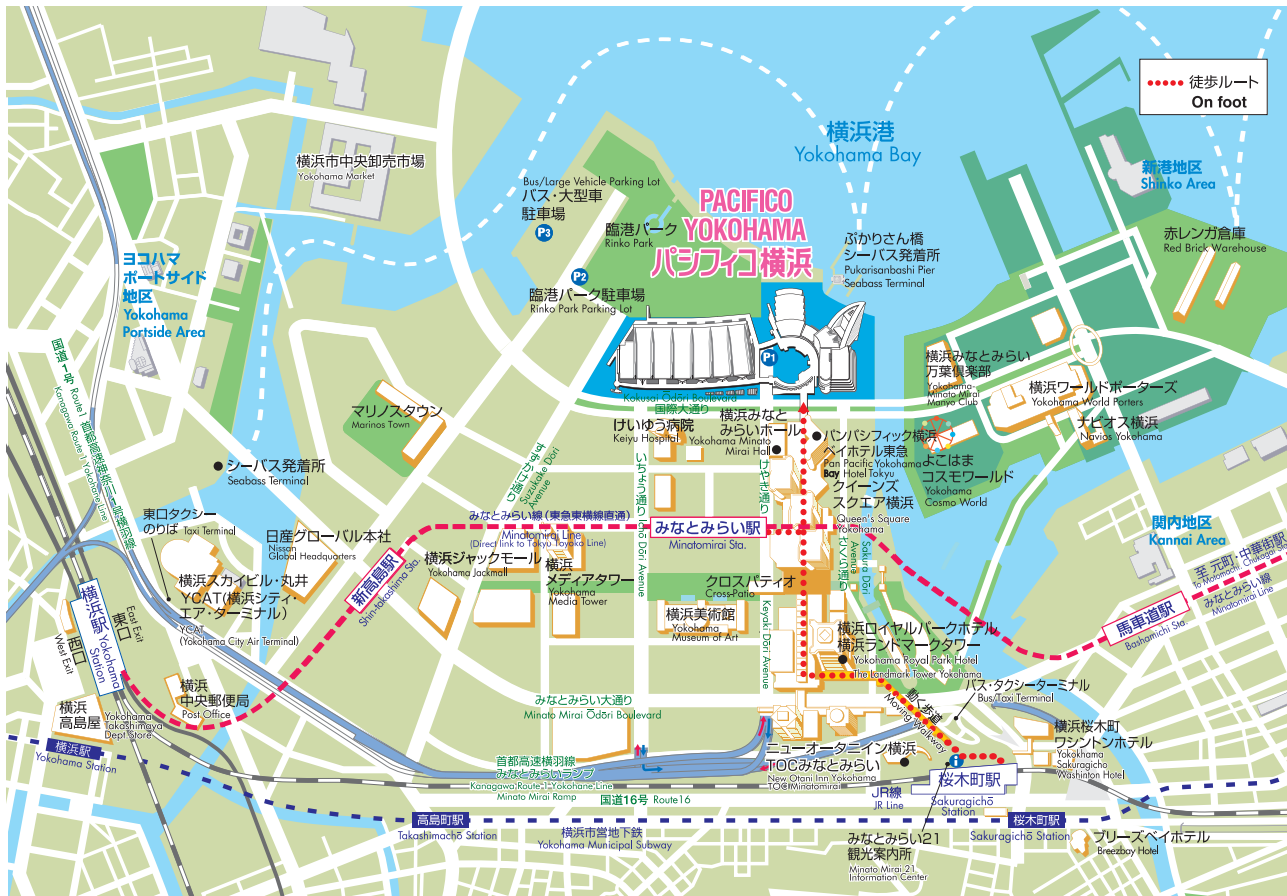 徒歩ルート
On foot
横浜港
Yokohama Bay
新港地区
Shinko Area
横浜市中央卸売市場
Yokohama Market
Bus/Large Vehicle Parking Lot
バス・大型車
駐車場
P3
臨港パーク
Rinko Park
P2
臨港パーク駐車場
Rinko Park Parking Lot
PACIFICO
YOKOHAMA
パシフィコ横浜
P1
ぷかりさん橋
シーバス発着所
Pukarisanbashi Pier
Seabass Terminal
赤レンガ倉庫
Red Brick Warehouse
ヨコハマ
ポートサイド
地区
Yokohama
Portside Area
国道1号 Route 1
Kanagawa Route 1 Yokohane Line
Kokusai Ōdōri Boulevard
国際大通り
マリノスタウン
Marinos Town
けいゆう病院
Keiyu Hospital
横浜みなと
みらいホール
Yokohama Minato
Mirai Hall
パンパシフィック横浜
ベイホテル東急
Pan Pacific Yokohama
Bay Hotel Tokyu
クイーンズ
スクエア横浜
Queen's Square
Yokohama
横浜みなとみらい
万葉倶楽部
Yokohama-
Minato Mirai
Manyo Club
横浜ワールドポーターズ
Yokohama World Porters
ナビオス横浜
Navios Yokohama
よこはま
コスモワールド
Yokohama
Cosmo World
シーバス発着所
Seabass Terminal
すずかけ通り
Suzukake Dōri
Avenue
いちょう通り
Ichō Dōri Avenue
けやき通り
Keyaki Dōri Avenue
さくら通り
Sakura Dōri
Avenue
東口タクシー
のりば
Taxi Terminal
日産グローバル本社
Nissan
Global Headquarters
みなとみらい線(東急東横線直通)
Minatomirai Line
(Direct link to Tokyu Toyoko Line)
みなとみらい駅
Minatomirai Sta.
新高島駅
Shin-takashima Sta.
横浜ジャックモール
Yokohama Jackmall
横浜
メディアタワー
Yokohama
Media Tower
クロスパティオ
Cross-Patio
横浜美術館
Yokohama
Museum of Art
関内地区
Kannai Area
至 元町・中華街駅
To Motomachi, Chukagai Sta.
みなとみらい線
Minatomirai Line
馬車道駅
Bashamichi Sta.
横浜スカイビル・丸井
YCAT(横浜シティ・
エア・ターミナル)
YCAT
(Yokohama City Air Terminal)
横浜駅
Yokohama
Station
東口
East Exit
西口
West Exit
横浜ロイヤルパークホテル
横浜ランドマークタワー
Yokohama Royal Park Hotel
The Landmark Tower Yokohama
横浜
中央郵便局
Post Office
横浜
高島屋
Yokohama
Takashimaya
Dept.Store
みなとみらい大通り
Minato Mirai Ōdōri Boulevard
動く歩道
Moving Walkway
バス・タクシーターミナル
Bus/Taxi Terminal
横浜桜木町
ワシントンホテル
Yokokhama
Sakuragicho
Washinton Hotel
横浜駅
Yokohama Station
首都高速横羽線
みなとみらいランプ
Kanagawa Route 1 Yokohane Line
Minato Mirai Ramp
国道16号 Route16
ニューオータニイン横浜
TOCみなとみらい
New Otani Inn Yokohama
TOC Minatomirai
i
JR線
JR Line
桜木町駅
Sakuragichō
Station
高島町駅
Takashimachō Station
横浜市営地下鉄
Yokohama Municipal Subway
みなとみらい21
観光案内所
Minato Mirai 21
Information Center
桜木町駅
Sakuragichō Station
ブリーズベイホテル
Breezbay Hotel